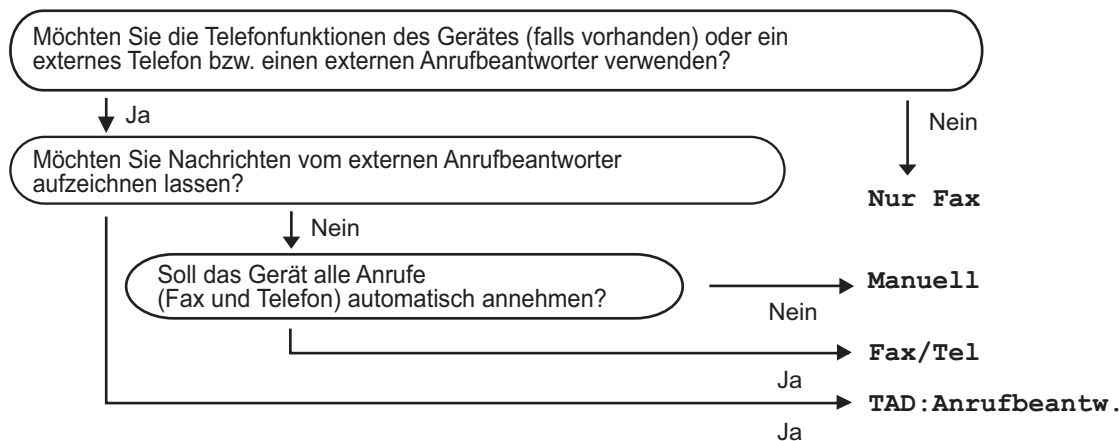 Möchten Sie die Telefonfunktionen des Gerätes (falls vorhanden) oder ein
externes Telefon bzw. einen externen Anrufbeantworter verwenden?
Ja
Nein
Möchten Sie Nachrichten vom externen Anrufbeantworter
aufzeichnen lassen?
Nur Fax
Nein
Soll das Gerät alle Anrufe
(Fax und Telefon) automatisch annehmen?
Manuell
Nein
Fax/Tel
Ja
TAD:Anrufbeantw.
Ja